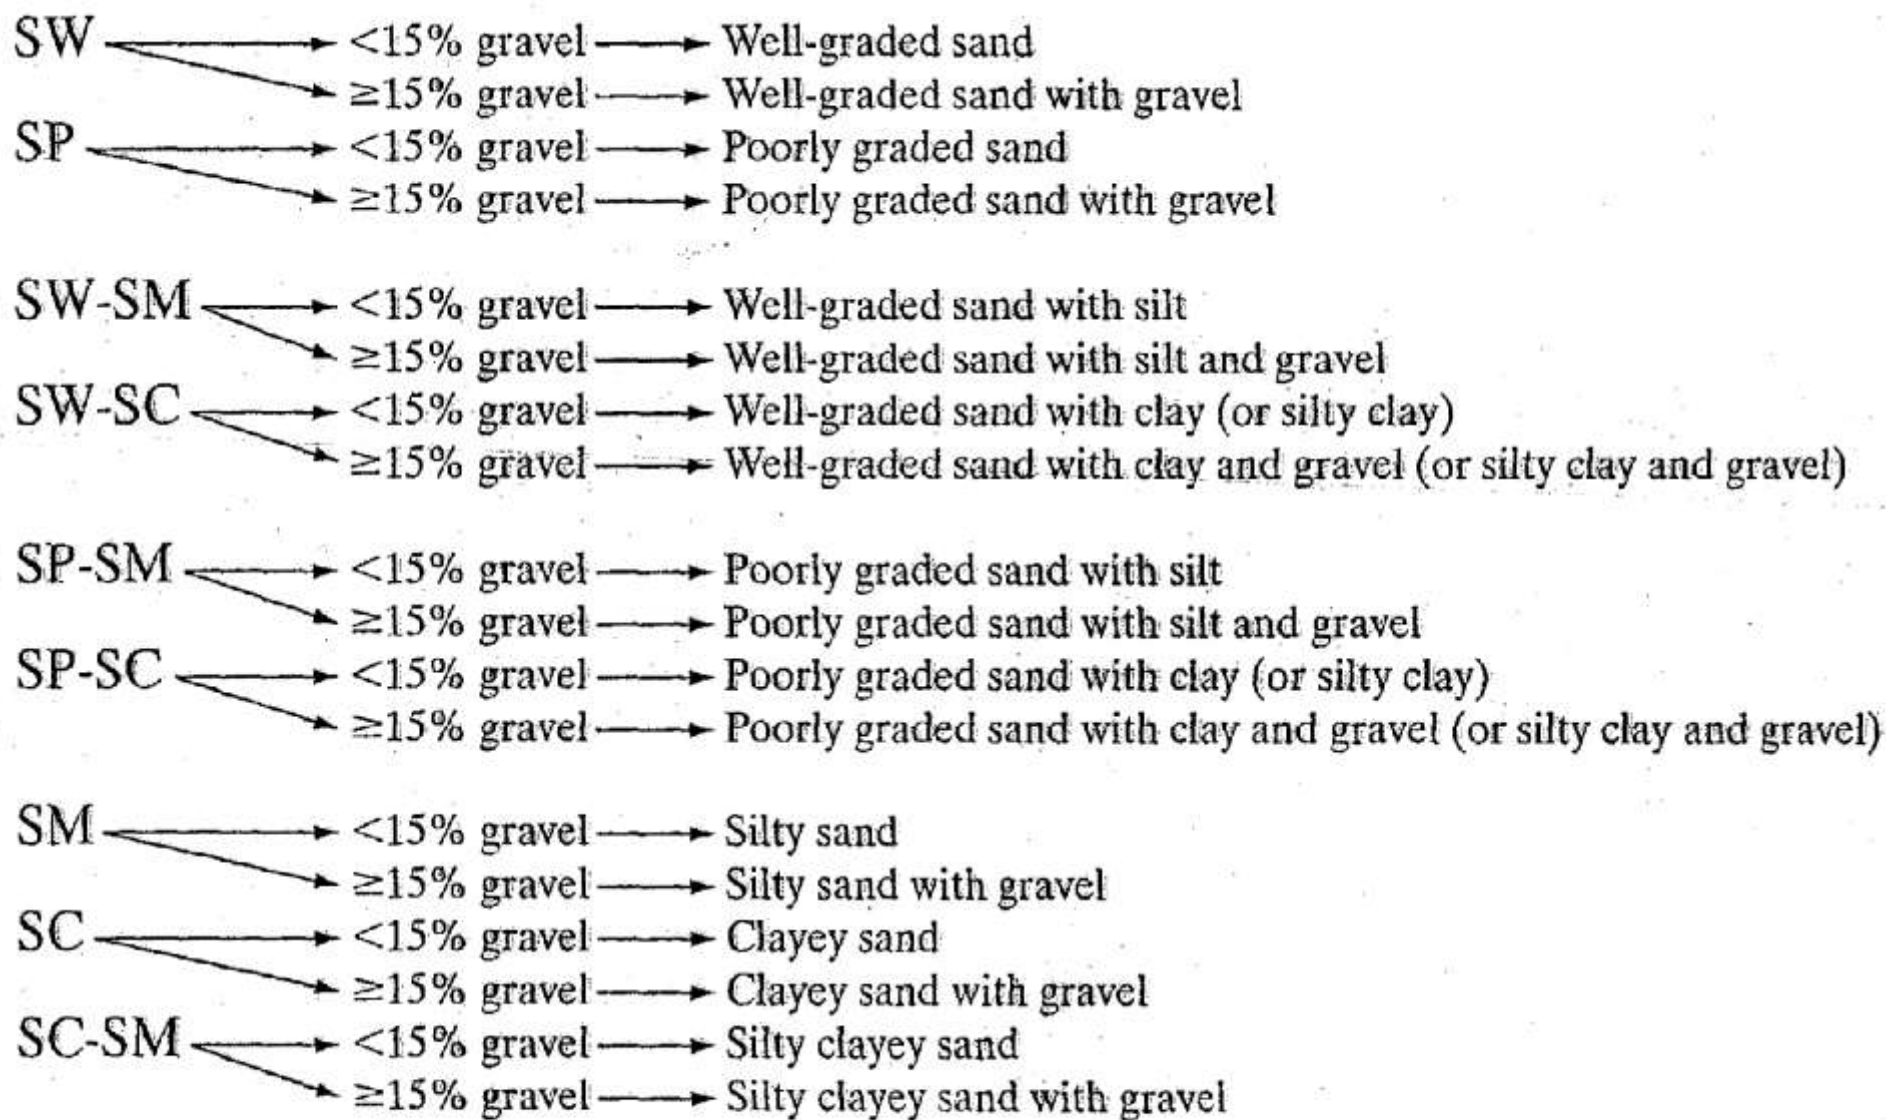 SW <15% gravel Well-graded sand
≥15% gravel Well-graded sand with gravel
SP <15% gravel Poorly graded sand
≥15% gravel Poorly graded sand with gravel
SW-SM <15% gravel Well-graded sand with silt
≥15% gravel Well-graded sand with silt and gravel
SW-SC <15% gravel Well-graded sand with clay (or silty clay)
≥15% gravel Well-graded sand with clay and gravel (or silty clay and gravel)
SP-SM <15% gravel Poorly graded sand with silt
≥15% gravel Poorly graded sand with silt and gravel
SP-SC <15% gravel Poorly graded sand with clay (or silty clay)
≥15% gravel Poorly graded sand with clay and gravel (or silty clay and gravel)
SM <15% gravel Silty sand
≥15% gravel Silty sand with gravel
SC <15% gravel Clayey sand
≥15% gravel Clayey sand with gravel
SC-SM <15% gravel Silty clayey sand
≥15% gravel Silty clayey sand with gravel